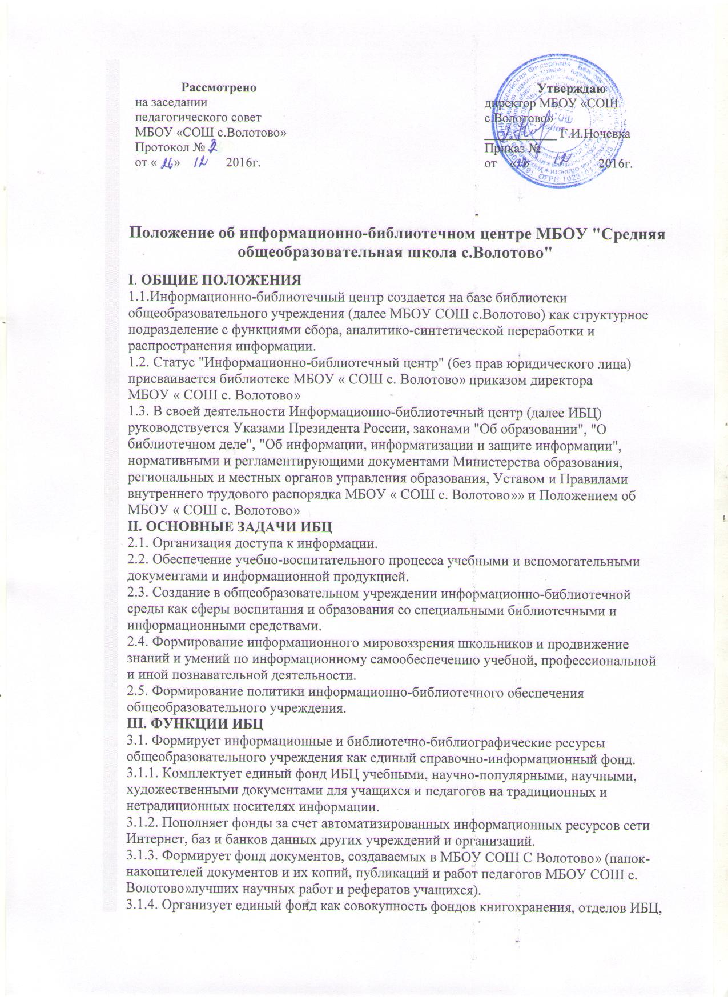 Рассмотрено
на заседании
педагогического совет
МБОУ «СОШ с.Волотово»
Протокол №
от « 26 » 12 2016г.
Утверждаю
директор МБОУ «СОШ
с.Волотово»
___________ Г.И.Ночевка
Приказ №
от « » 12 2016г.
Положение об информационно-библиотечном центре МБОУ "Средняя
общеобразовательная школа с.Волотово"
I. ОБЩИЕ ПОЛОЖЕНИЯ
1.1.Информационно-библиотечный центр создается на базе библиотеки
общеобразовательного учреждения (далее МБОУ СОШ с.Волотово) как структурное
подразделение с функциями сбора, аналитико-синтетической переработки и
распространения информации.
1.2. Статус "Информационно-библиотечный центр" (без прав юридического лица)
присваивается библиотеке МБОУ « СОШ с. Волотово» приказом директора
МБОУ « СОШ с. Волотово»
1.3. В своей деятельности Информационно-библиотечный центр (далее ИБЦ)
руководствуется Указами Президента России, законами "Об образовании", "О
библиотечном деле", "Об информации, информатизации и защите информации",
нормативными и регламентирующими документами Министерства образования,
региональных и местных органов управления образования, Уставом и Правилами
внутреннего трудового распорядка МБОУ « СОШ с. Волотово»» и Положением об
МБОУ « СОШ с. Волотово»
II. ОСНОВНЫЕ ЗАДАЧИ ИБЦ
2.1. Организация доступа к информации.
2.2. Обеспечение учебно-воспитательного процесса учебными и вспомогательными
документами и информационной продукцией.
2.3. Создание в общеобразовательном учреждении информационно-библиотечной
среды как сферы воспитания и образования со специальными библиотечными и
информационными средствами.
2.4. Формирование информационного мировоззрения школьников и продвижение
знаний и умений по информационному самообеспечению учебной, профессиональной
и иной познавательной деятельности.
2.5. Формирование политики информационно-библиотечного обеспечения
общеобразовательного учреждения.
III. ФУНКЦИИ ИБЦ
3.1. Формирует информационные и библиотечно-библиографические ресурсы
общеобразовательного учреждения как единый справочно-информационный фонд.
3.1.1. Комплектует единый фонд ИБЦ учебными, научно-популярными, научными,
художественными документами для учащихся и педагогов на традиционных и
нетрадиционных носителях информации.
3.1.2. Пополняет фонды за счет автоматизированных информационных ресурсов сети
Интернет, баз и банков данных других учреждений и организаций.
3.1.3. Формирует фонд документов, создаваемых в МБОУ СОШ С Волотово» (папок-
накопителей документов и их копий, публикаций и работ педагогов МБОУ СОШ с.
Волотово»лучших научных работ и рефератов учащихся).
3.1.4. Организует единый фонд как совокупность фондов книгохранения, отделов ИБЦ,